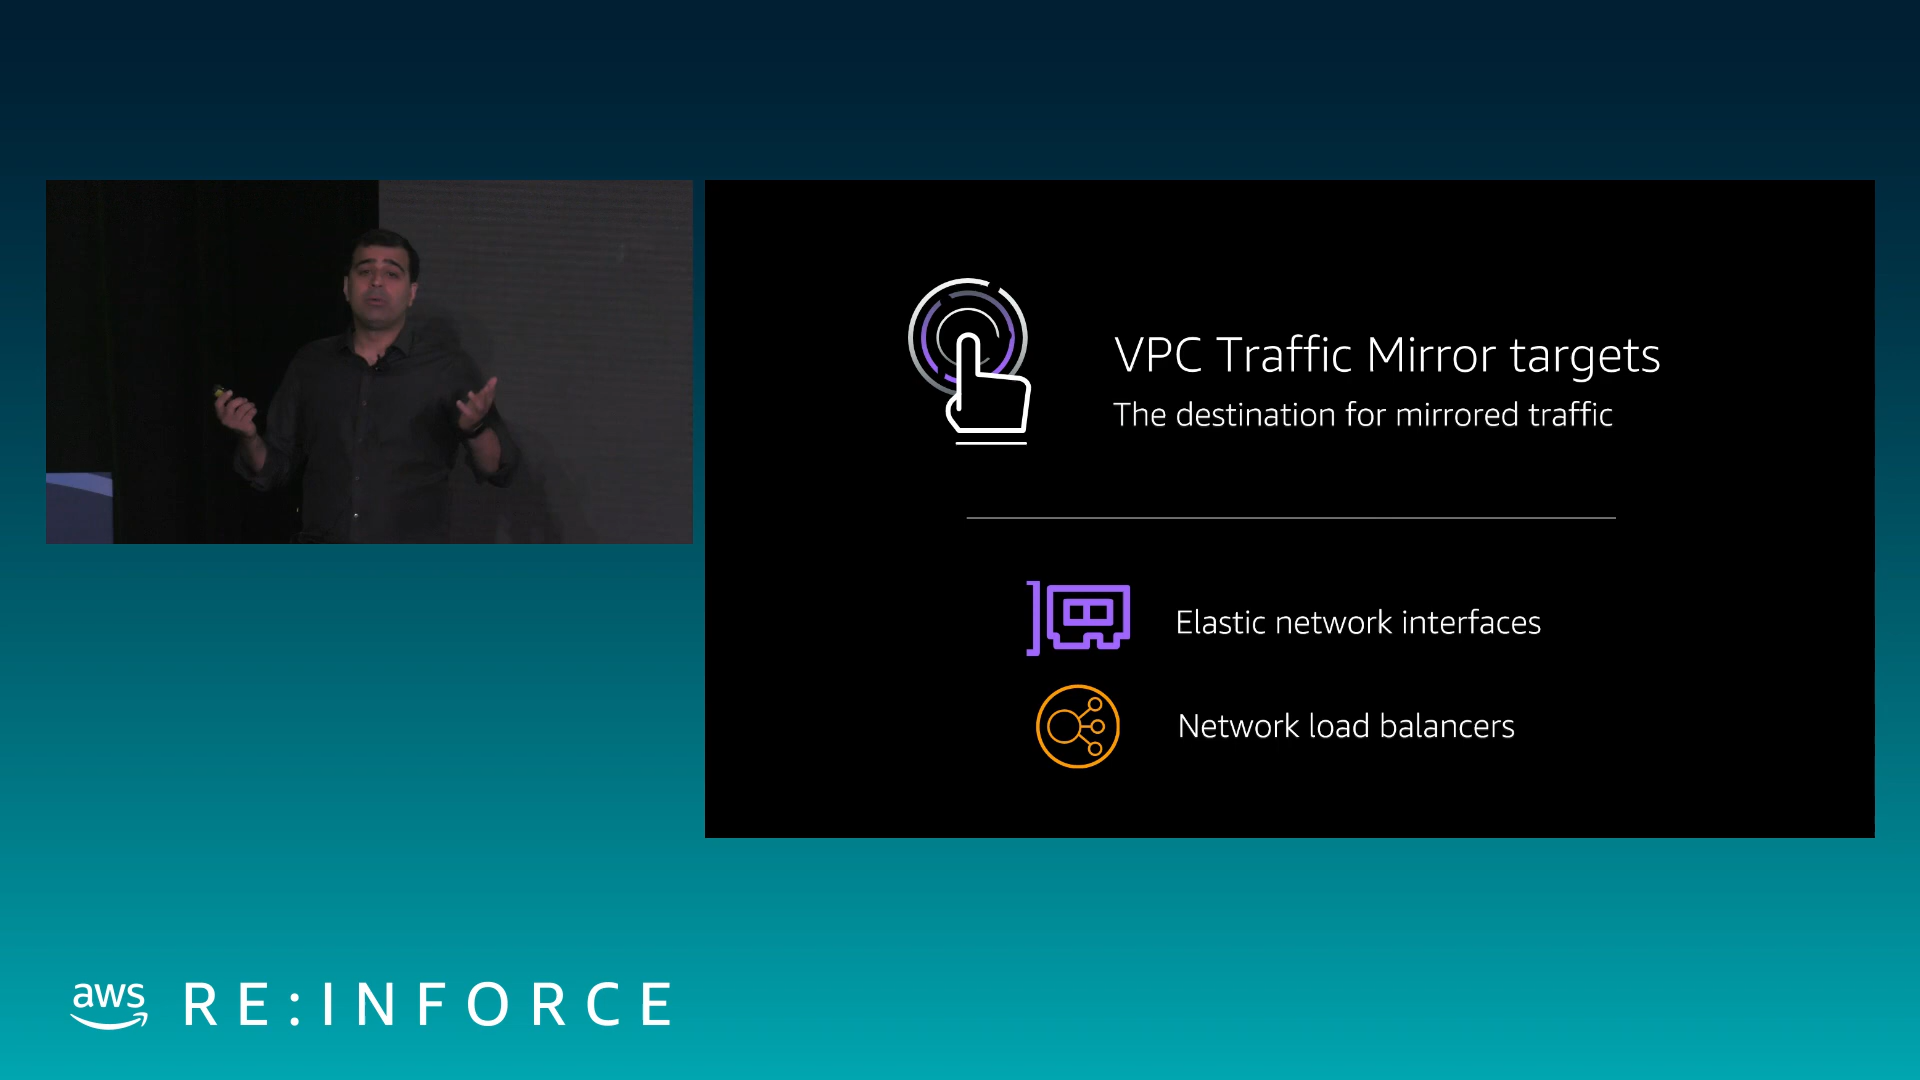 VPC Traffic Mirror targets
The destination for mirrored traffic
Elastic network interfaces
Network load balancers
aws RE:INFORCE